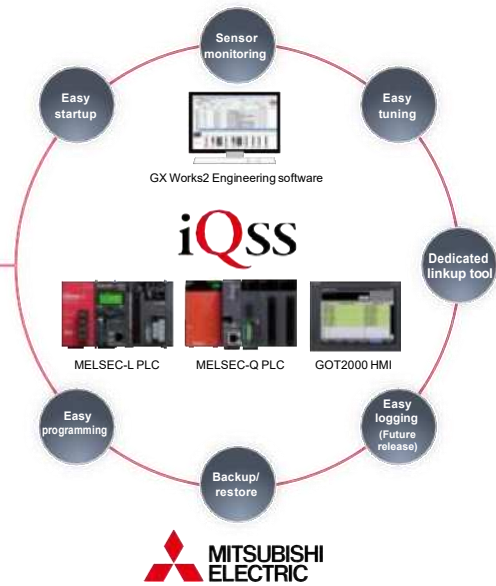 Sensor
monitoring
Easy
startup
Easy
tuning
GX Works2 Engineering software
iQss
Dedicated
linkup tool
MELSEC-L PLC
MELSEC-Q PLC
GOT2000 HMI
Easy
programming
Easy
logging
(Future
release)
Backup/
restore
MITSUBISHI
ELECTRIC